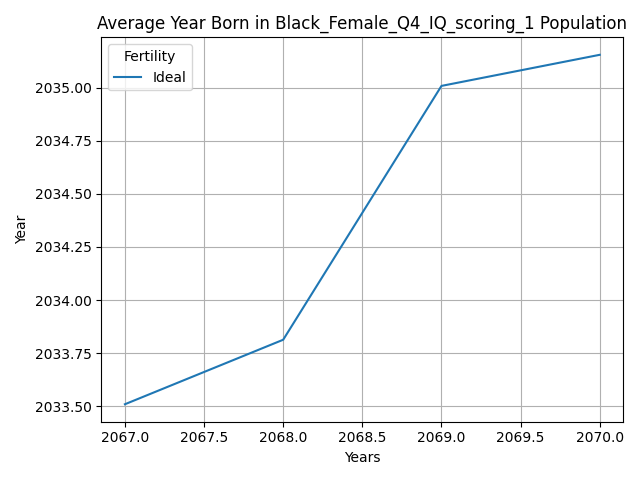 Average Year Born in Black_Female_Q4_IQ_scoring_1 Population
Fertility
Ideal
2035.00
2034.75
2034.50
2034.25
2034.00
2033.75
2033.50
Year
2067.0 2067.5 2068.0 2068.5 2069.0 2069.5 2070.0
Years